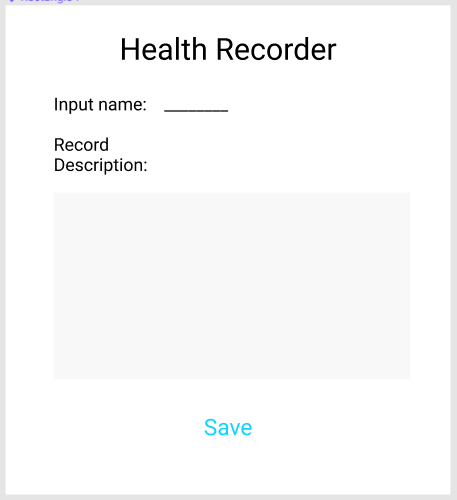 Health Recorder
Input name: ________
Record
Description:
Save